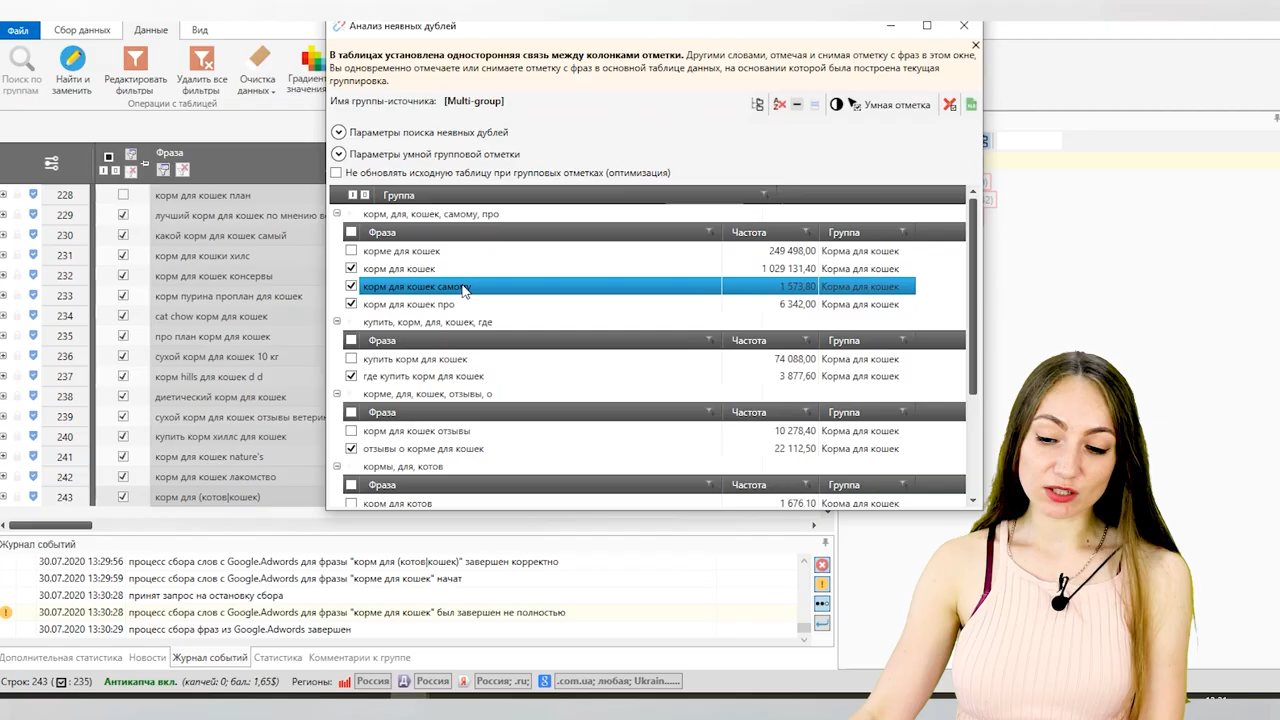 Файл
Сбор данных
Данные
Вид
Поиск по группам
Найти и заменить
Редактировать фильтры
Удалить все фильтры
Очистка данных
Операции с таблицей
Анализ неявных дублей
В таблицах установлена односторонняя связь между колонками отметки. Другими словами, отмечая и снимая отметку с фраз в этом окне,
Вы одновременно отмечаете или снимаете отметку с фраз в основной таблице данных, на основании которой была построена текущая
группировка.
Имя группы-источника: [Multi-group]
Умная отметка
Параметры поиска неявных дублей
Параметры умной групповой отметки
Не обновлять исходную таблицу при групповых отметках (оптимизация)
Группа
корм, для, кошек, самому, про
Фраза Частота Группа
корме для кошек 249 498,00 Корма для кошек
корм для кошек 1 029 131,40 Корма для кошек
корм для кошек самому 1 573,80 Корма для кошек
корм для кошек про 6 342,00 Корма для кошек
купить, корм, для, кошек, где
Фраза Частота Группа
купить корм для кошек 74 088,00 Корма для кошек
где купить корм для кошек 3 877,60 Корма для кошек
корме, для, кошек, отзывы, о
Фраза Частота Группа
корм для кошек отзывы 10 278,40 Корма для кошек
отзывы о корме для кошек 22 112,50 Корма для кошек
кормы, для, котов
Фраза Частота Группа
корм для котов 1 676,10 Корма для кошек
Фраза
228 корм для кошек план
229 лучший корм для кошек по мнению
230 какой корм для кошек самый
231 корм для кошки хилс
232 корм для кошек консервы
233 корм пурина проплан для кошек
234 cat chow корм для кошек
235 про план корм для кошек
236 сухой корм для кошек 10 кг
237 корм hills для кошек d d
238 диетический корм для кошек
239 сухой корм для кошек отзывы
240 купить корм хиллс для кошек
241 корм для кошек nature's
242 корм для кошек лакомство
243 корм для (котов|кошек)
Журнал событий
30.07.2020 13:29:56 процесс сбора слов с Google.Adwords для фразы "корм для (котов|кошек)" завершен корректно
30.07.2020 13:29:59 процесс сбора слов с Google.Adwords для фразы "корме для кошек" начат
30.07.2020 13:30:28 принят запрос на остановку сбора
30.07.2020 13:30:28 процесс сбора слов с Google.Adwords для фразы "корме для кошек" был завершен не полностью
30.07.2020 13:30:29 процесс сбора фраз из Google.Adwords завершен
Дополнительная статистика Новости Журнал событий Статистика Комментарии к группе
Строк: 243 ( : 235) Антикапча вкл. (капчей: 0; бал.: 1,65$) Регионы: Россия Россия Россия; .ru; .com.ua; любая; Ukrain......